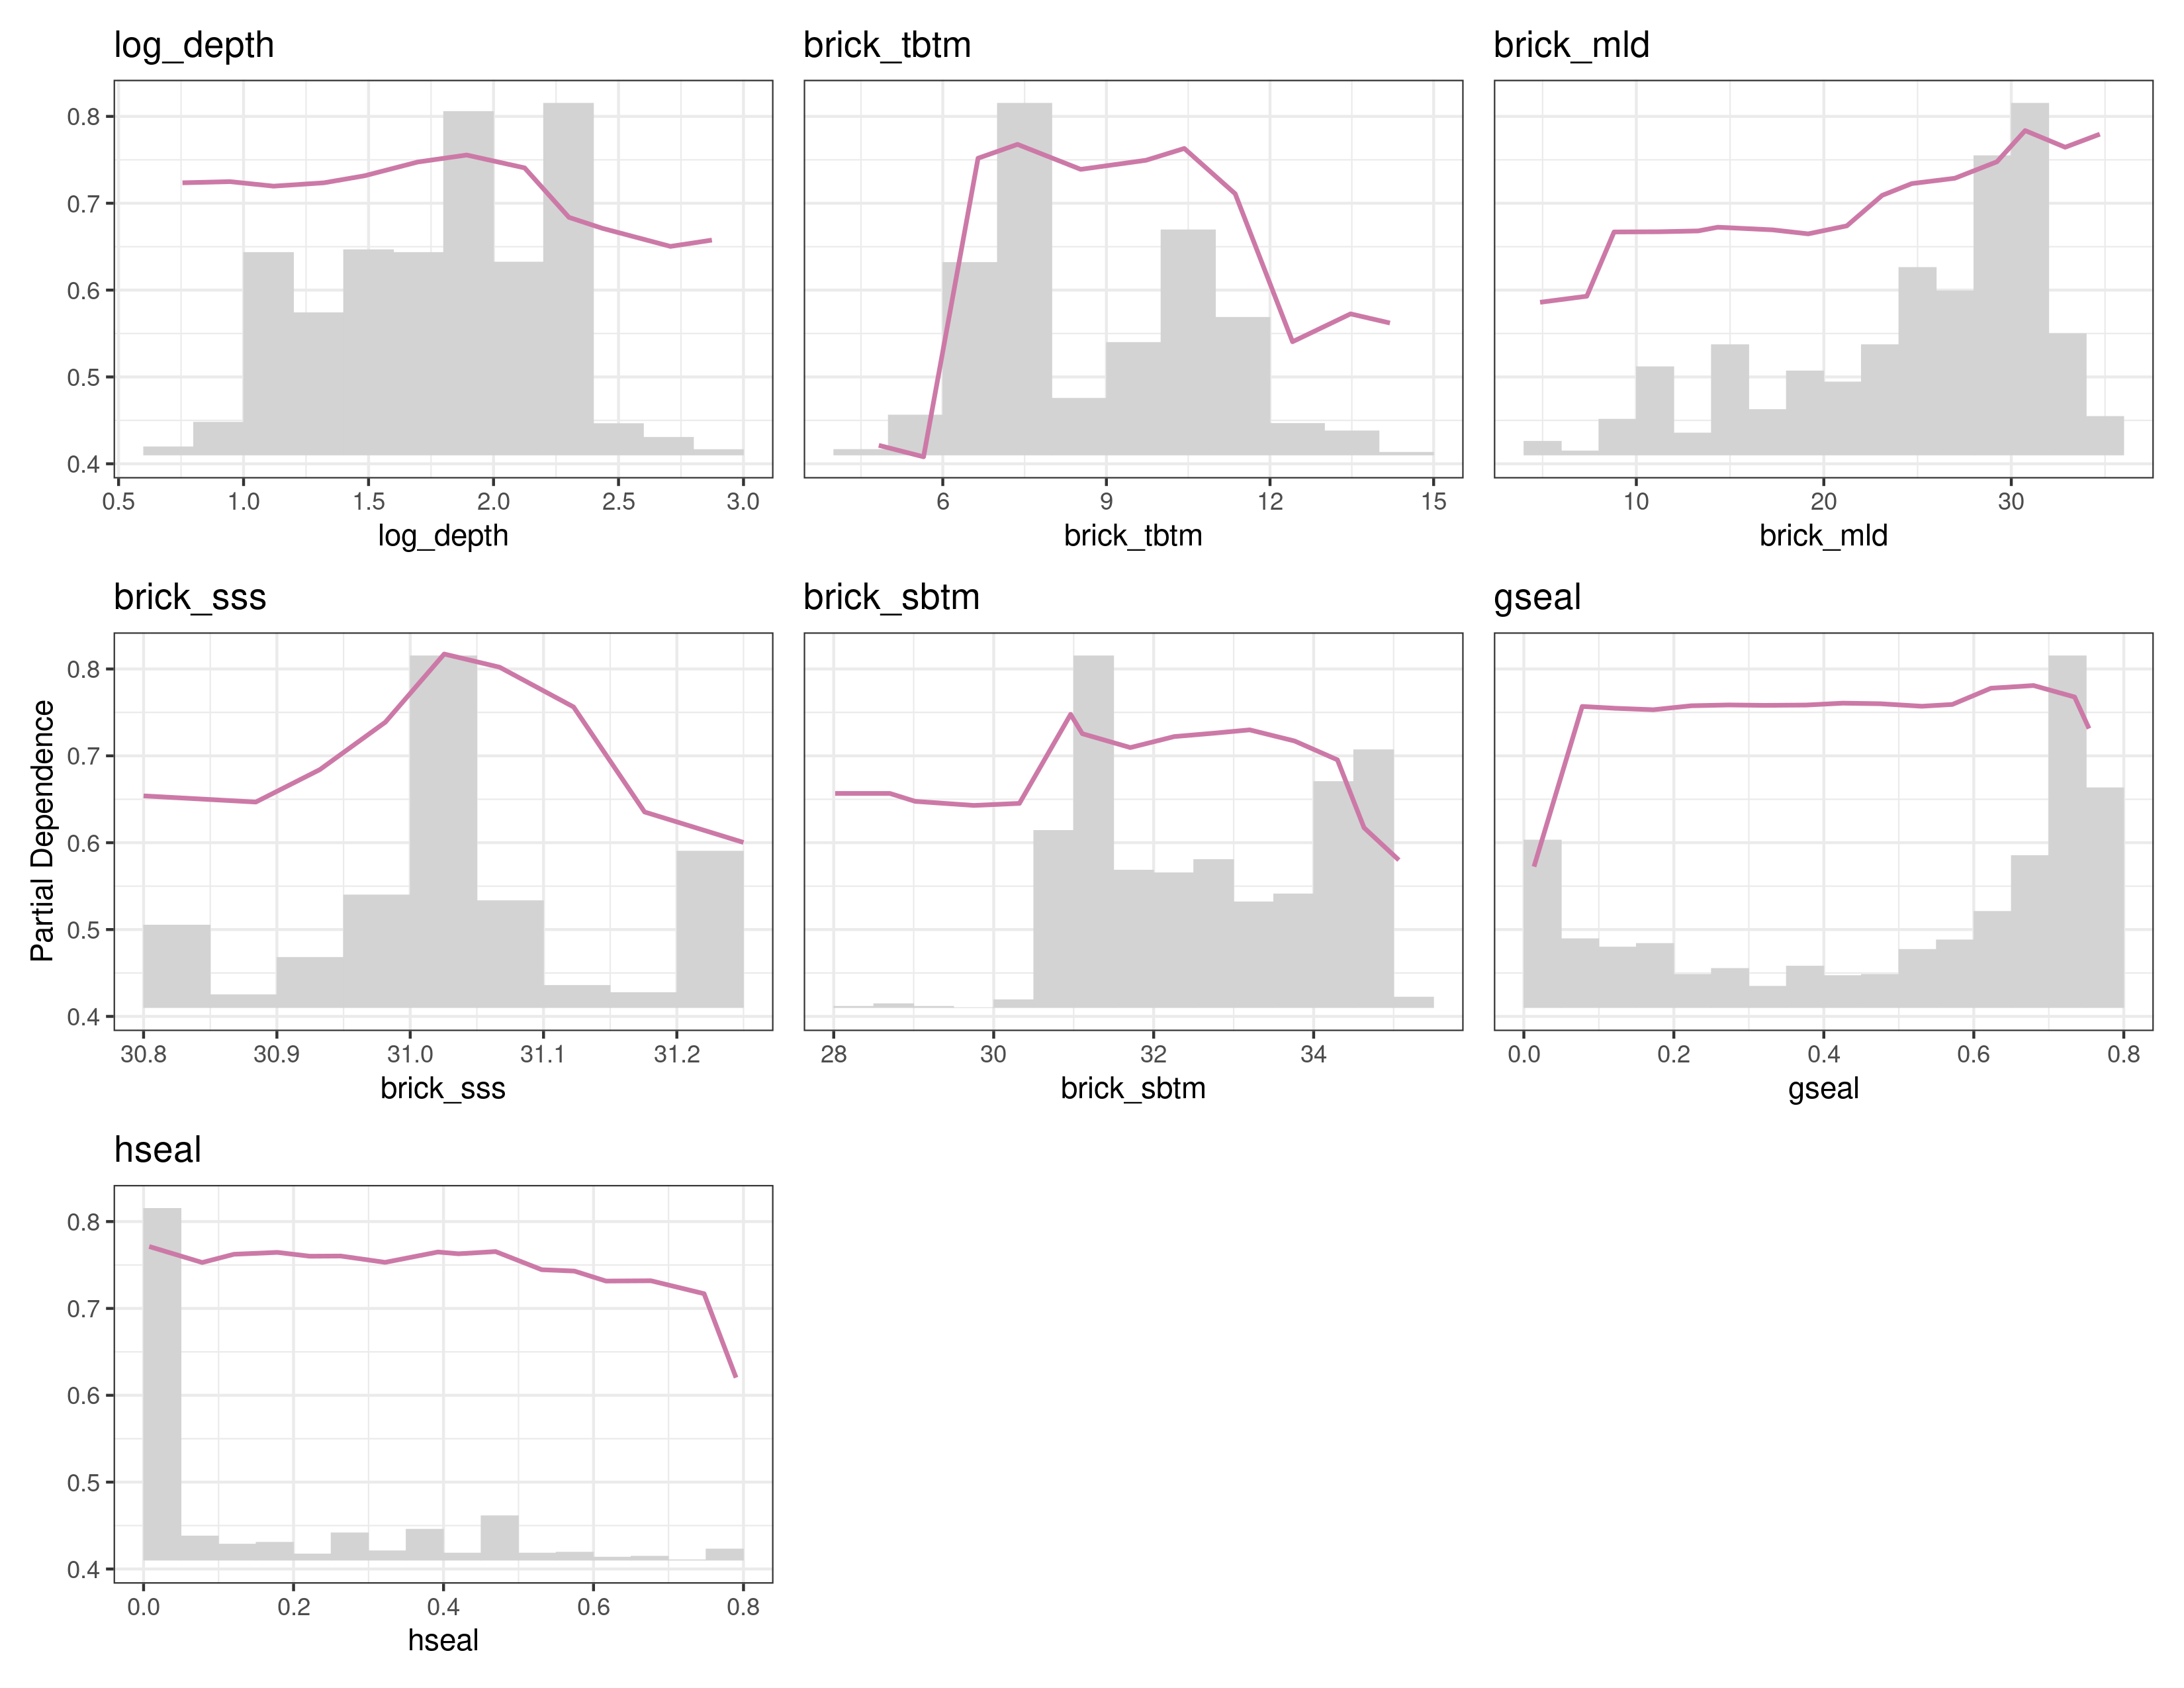 log_depth brick_tbtm brick_mld
0.8
0.7
0.6
0.5
0.4
0.5 1.0 1.5 2.0 2.5 3.0 6 9 12 15 10 20 30
log_depth brick_tbtm brick_mld
brick_sss brick_sbtm gseal
Partial Dependence
0.8
0.7
0.6
0.5
0.4
30.8 30.9 31.0 31.1 31.2 28 30 32 34 0.0 0.2 0.4 0.6 0.8
brick_sss brick_sbtm gseal
hseal
0.8
0.7
0.6
0.5
0.4
0.0 0.2 0.4 0.6 0.8
hseal